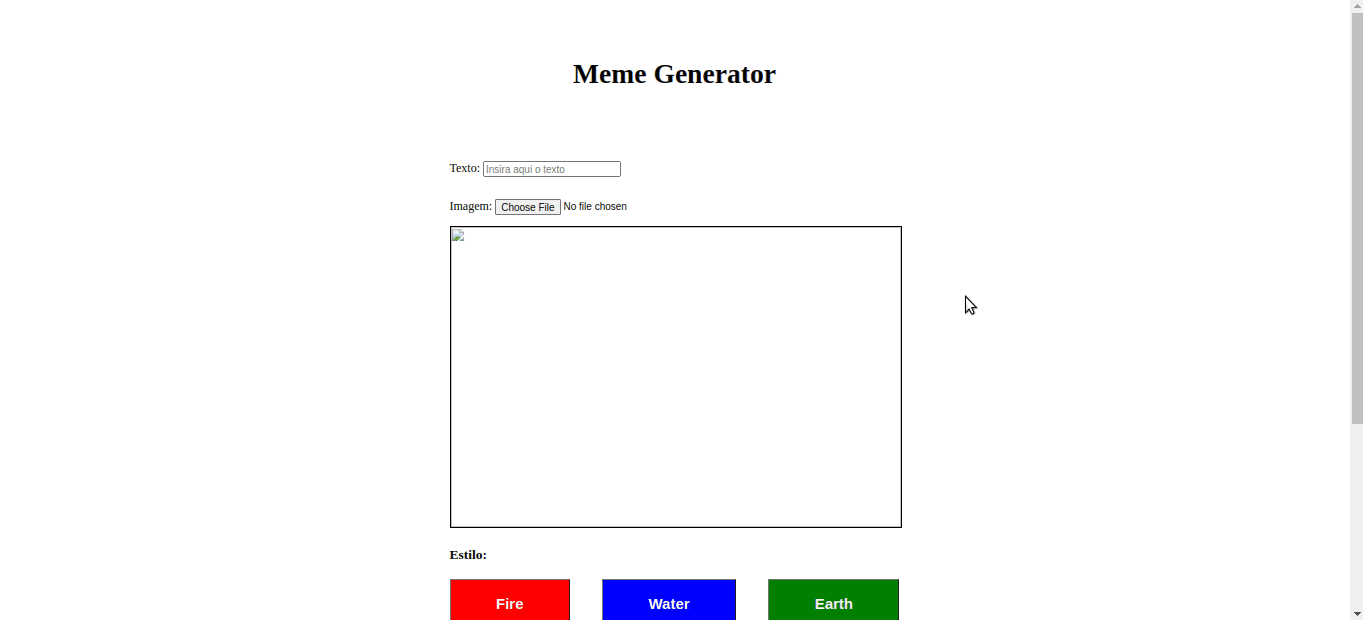 Meme Generator
Texto: Insira aqui o texto
Imagem: Choose File No file chosen
Estilo:
Fire Water Earth